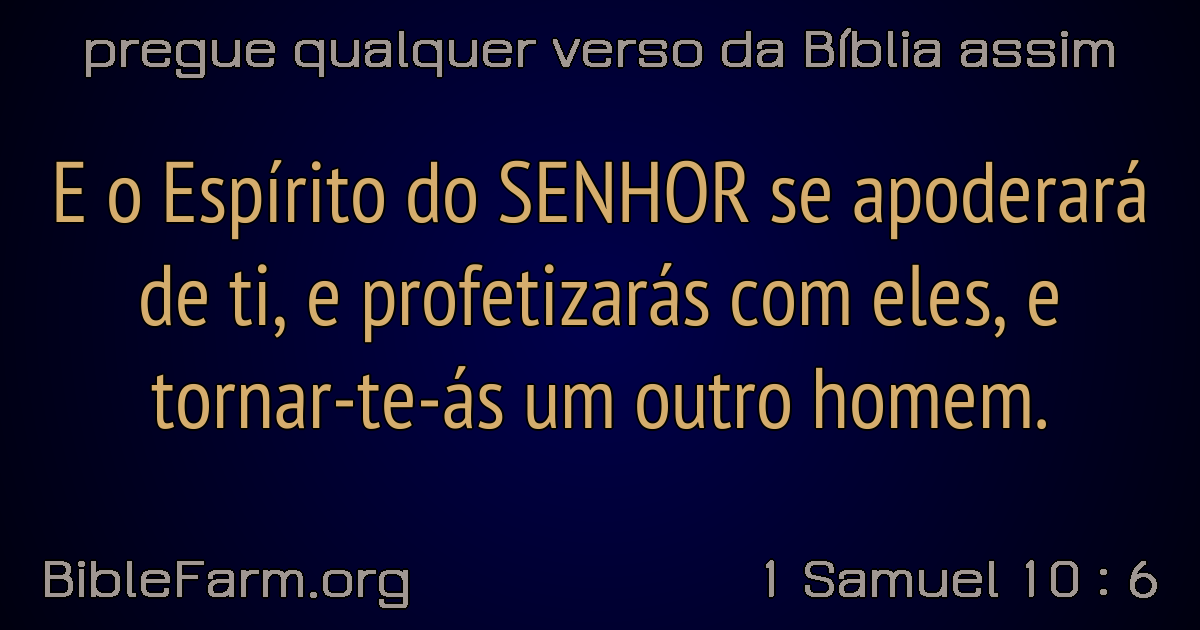 pregue qualquer verso da Bíblia assim
E o Espírito do SENHOR se apoderará
de ti, e profetizarás com eles, e
tornar-te-ás um outro homem.
BibleFarm.org
1 Samuel 10 : 6